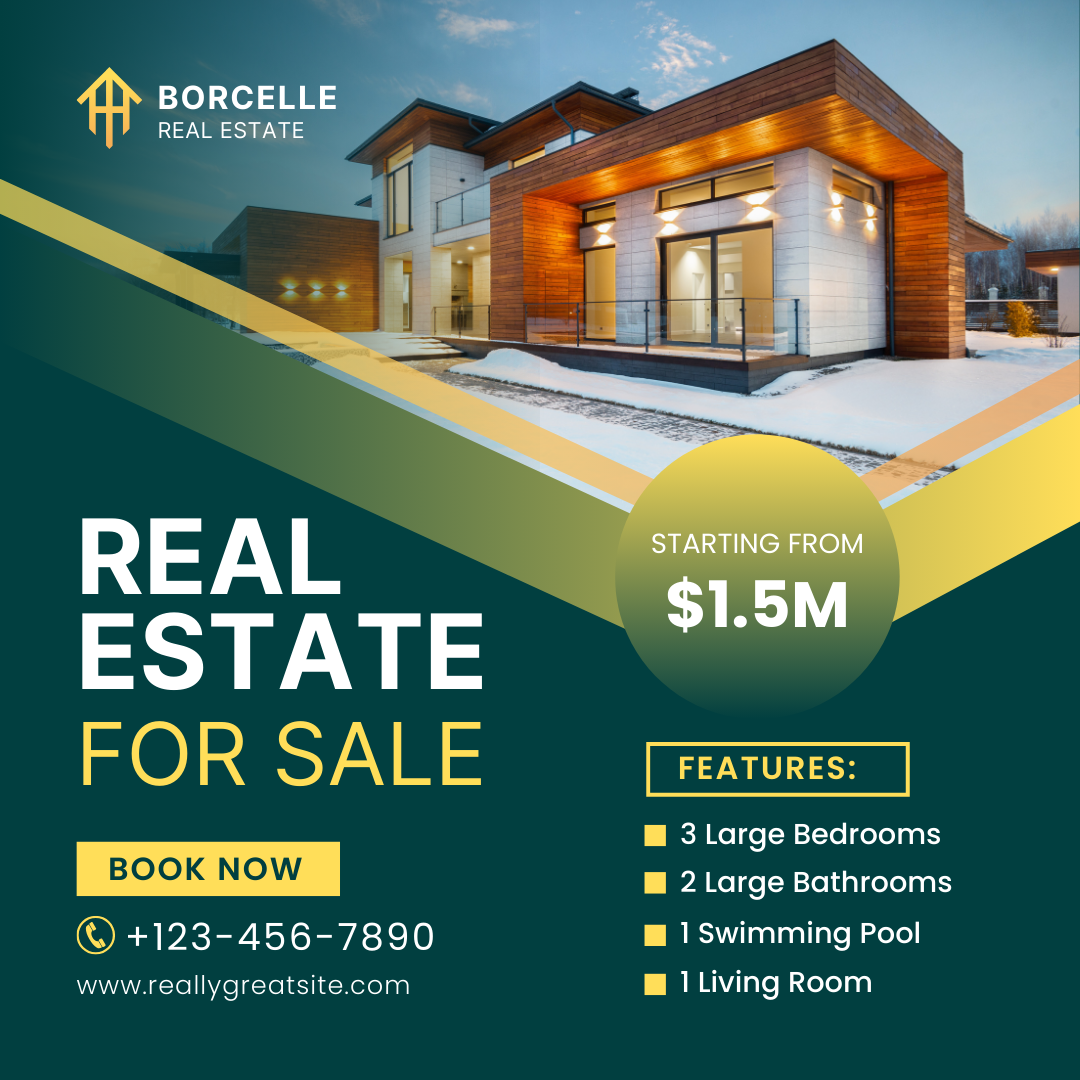 BORCELLE
REAL ESTATE
STARTING FROM
$1.5M
REAL
ESTATE
FOR SALE
BOOK NOW
+123-456-7890
www.reallygreatsite.com
FEATURES:
3 Large Bedrooms
2 Large Bathrooms
1 Swimming Pool
1 Living Room